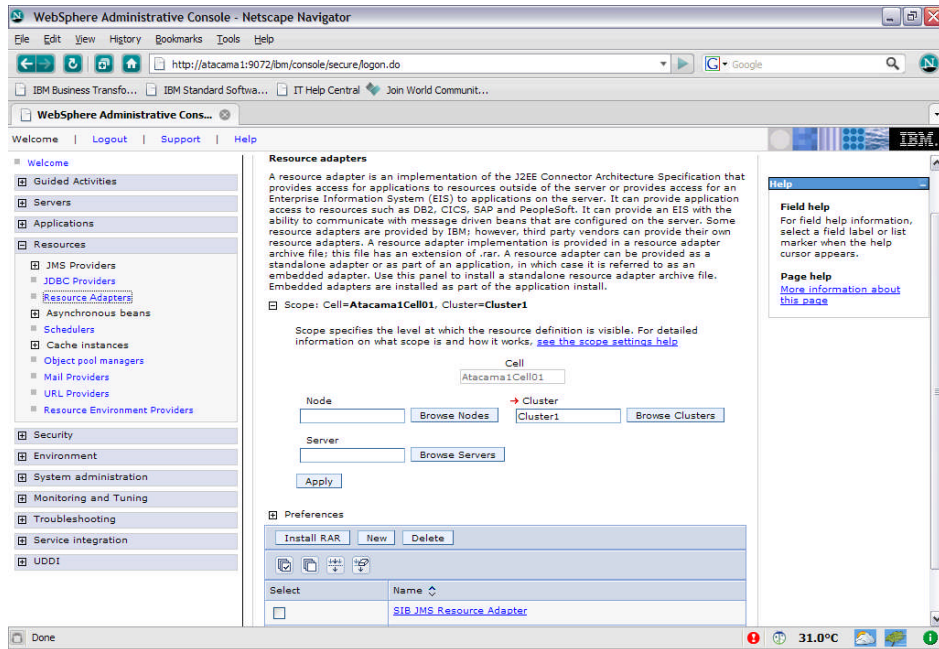 WebSphere Administrative Console - Netscape Navigator
File Edit View History Bookmarks Tools Help
http://atacama1:9072/ibm/console/secure/logon.do
G Google
IBM Business Transfo... IBM Standard Softwa... IT Help Central Join World Communit...
WebSphere Administrative Cons...
Welcome | Logout | Support | Help
IBM.
Welcome
Guided Activities
Servers
Applications
Resources
JMS Providers
JDBC Providers
Resource Adapters
Asynchronous beans
Schedulers
Cache instances
Object pool managers
Mail Providers
URL Providers
Resource Environment Providers
Security
Environment
System administration
Monitoring and Tuning
Troubleshooting
Service integration
UDDI
Resource adapters
A resource adapter is an implementation of the J2EE Connector Architecture Specification that
provides access for applications to resources outside of the server or provides access for an
Enterprise Information System (EIS) to applications on the server. It can provide application
access to resources such as DB2, CICS, SAP and PeopleSoft. It can provide an EIS with the
ability to communicate with message driven beans that are configured on the server. Some
resource adapters are provided by IBM; however, third party vendors can provide their own
resource adapters. A resource adapter implementation is provided in a resource adapter
archive file; this file has an extension of .rar. A resource adapter can be provided as a
standalone adapter or as part of an application, in which case it is referred to as an
embedded adapter. Use this panel to install a standalone resource adapter archive file.
Embedded adapters are installed as part of the application install.
Scope: Cell=Atacama1Cell01, Cluster=Cluster1
Scope specifies the level at which the resource definition is visible. For detailed
information on what scope is and how it works, see the scope settings help
Cell
Atacama1Cell01
Node
Browse Nodes
Cluster
Cluster1
Browse Clusters
Server
Browse Servers
Apply
Preferences
Install RAR New Delete
Select Name
SIB JMS Resource Adapter
Help
Field help
For field help information,
select a field label or list
marker when the help
cursor appears.
Page help
More information about
this page
Done
31.0°C